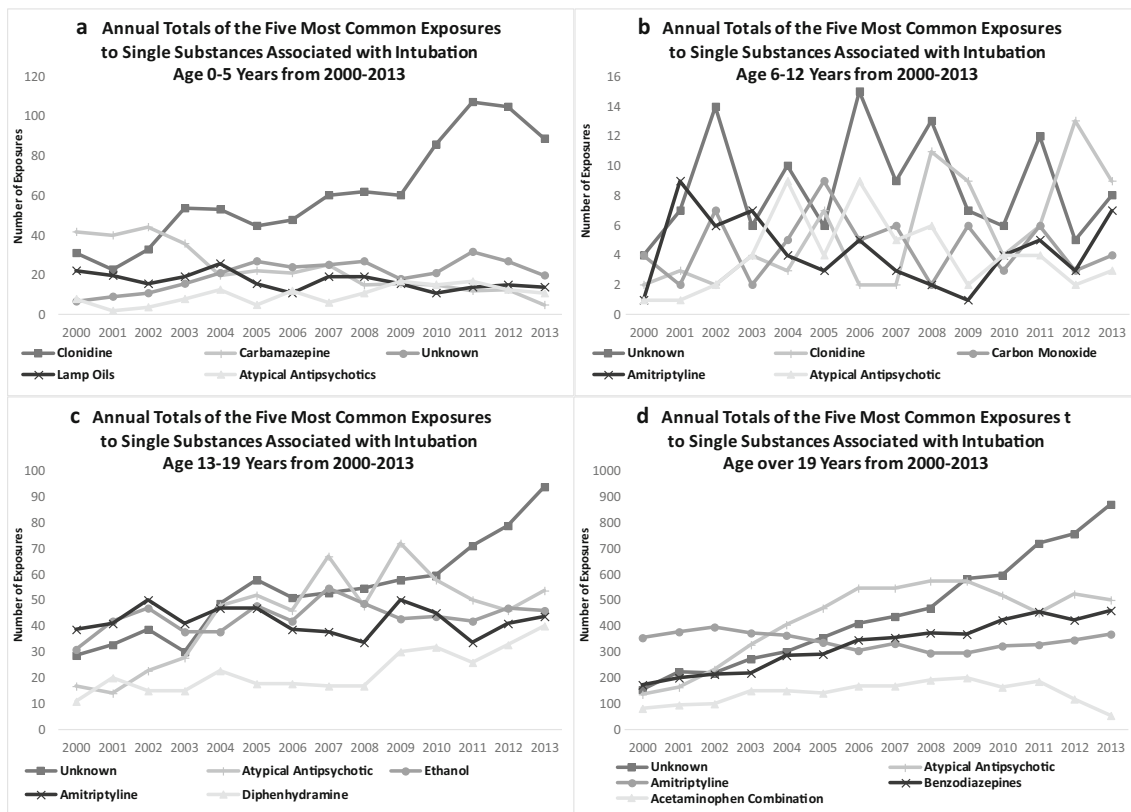 a Annual Totals of the Five Most Common Exposures
to Single Substances Associated with Intubation
Age 0-5 Years from 2000-2013
Number of Exposures
120
100
80
60
40
20
0
2000 2001 2002 2003 2004 2005 2006 2007 2008 2009 2010 2011 2012 2013
Clonidine Carbamazepine Unknown
Lamp Oils Atypical Antipsychotics
b Annual Totals of the Five Most Common Exposures
to Single Substances Associated with Intubation
Age 6-12 Years from 2000-2013
Number of Exposures
16
14
12
10
8
6
4
2
0
2000 2001 2002 2003 2004 2005 2006 2007 2008 2009 2010 2011 2012 2013
Unknown Clonidine Carbon Monoxide
Amitriptyline Atypical Antipsychotic
c Annual Totals of the Five Most Common Exposures
to Single Substances Associated with Intubation
Age 13-19 Years from 2000-2013
Number of Exposures
100
90
80
70
60
50
40
30
20
10
0
2000 2001 2002 2003 2004 2005 2006 2007 2008 2009 2010 2011 2012 2013
Unknown Atypical Antipsychotic Ethanol
Amitriptyline Diphenhydramine
d Annual Totals of the Five Most Common Exposures t
to Single Substances Associated with Intubation
Age over 19 Years from 2000-2013
Number of Exposures
1000
900
800
700
600
500
400
300
200
100
0
2000 2001 2002 2003 2004 2005 2006 2007 2008 2009 2010 2011 2012 2013
Unknown Atypical Antipsychotic
Amitriptyline Benzodiazepines
Acetaminophen Combination